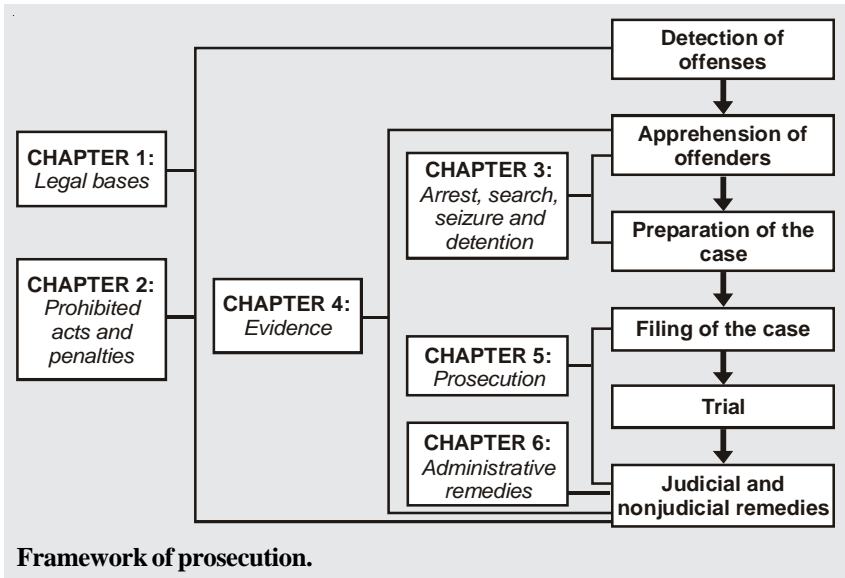 Detection of
offenses
Apprehension of
offenders
CHAPTER 1:
Legal bases
CHAPTER 3:
Arrest, search,
seizure and
detention
Preparation of the
case
CHAPTER 2:
Prohibited
acts and
penalties
CHAPTER 4:
Evidence
Filing of the case
CHAPTER 5:
Prosecution
Trial
CHAPTER 6:
Administrative
remedies
Judicial and
nonjudicial remedies
Framework of prosecution.